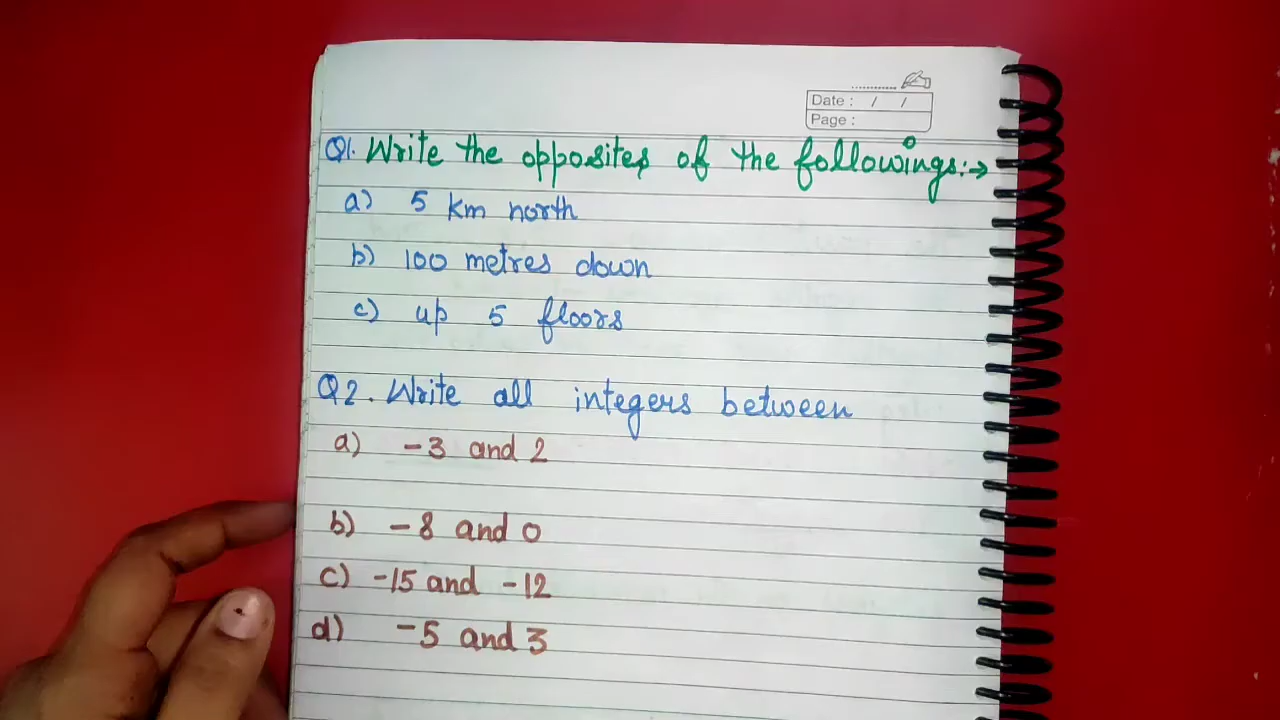 Date : / /
Page :
Q1. Write the opposites of the followings:→
a) 5 km north
b) 100 metres down
c) up 5 floors
Q2. Write all integers between
a) -3 and 2
b) -8 and 0
c) -15 and -12
d) -5 and 3